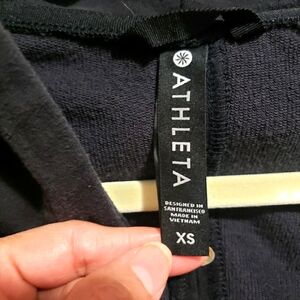 ATHLETA
DESIGNED IN
SAN FRANCISCO
MADE IN
VIETNAM
XS